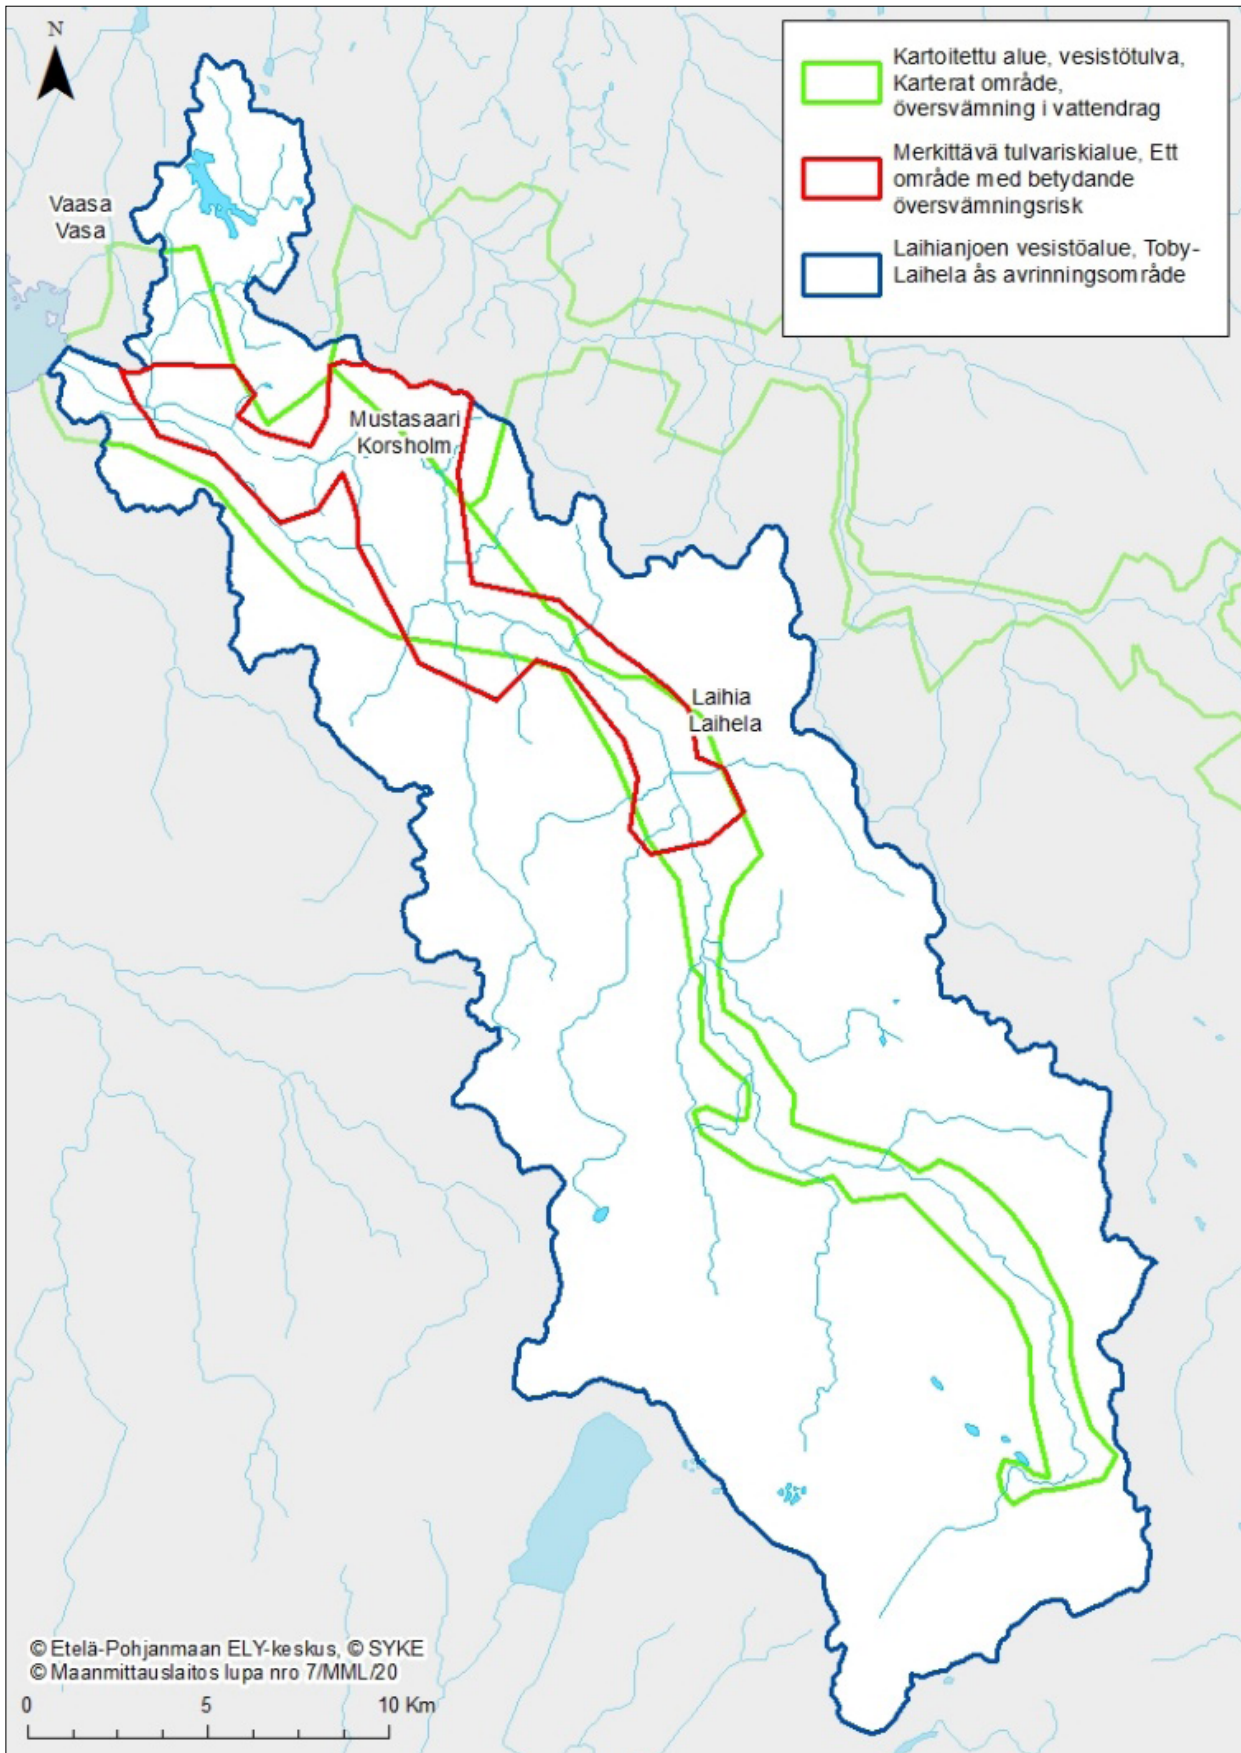 N
Kartoitettu alue, vesistötulva,
Karterat område,
översvämning i vattendrag
Merkittävä tulvariskialue, Ett
område med betydande
översvämningsrisk
Laihianjoen vesistöalue, Toby-
Laihela ås avrinningsområde
Vaasa
Vasa
Mustasaari
Korsholm
Laihia
Laihela
© Etelä-Pohjanmaan ELY-keskus, © SYKE
© Maanmittauslaitos lupa nro 7/MML/20
0 5 10 Km